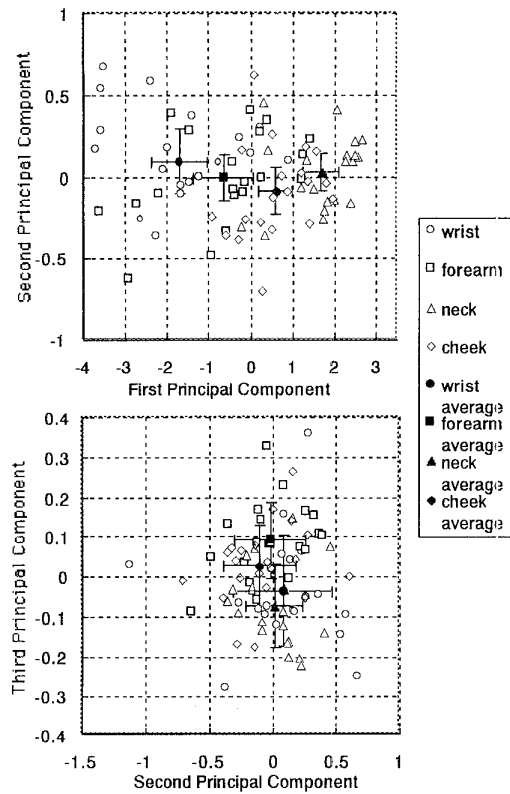 1
0.5
0
-0.5
-1
Second Principal Component
-4 -3 -2 -1 0 1 2 3
First Principal Component
wrist
forearm
neck
cheek
wrist
average
forearm
average
neck
average
cheek
average
0.4
0.3
0.2
0.1
0
-0.1
-0.2
-0.3
-0.4
Third Principal Component
-1.5 -1 -0.5 0 0.5 1
Second Principal Component